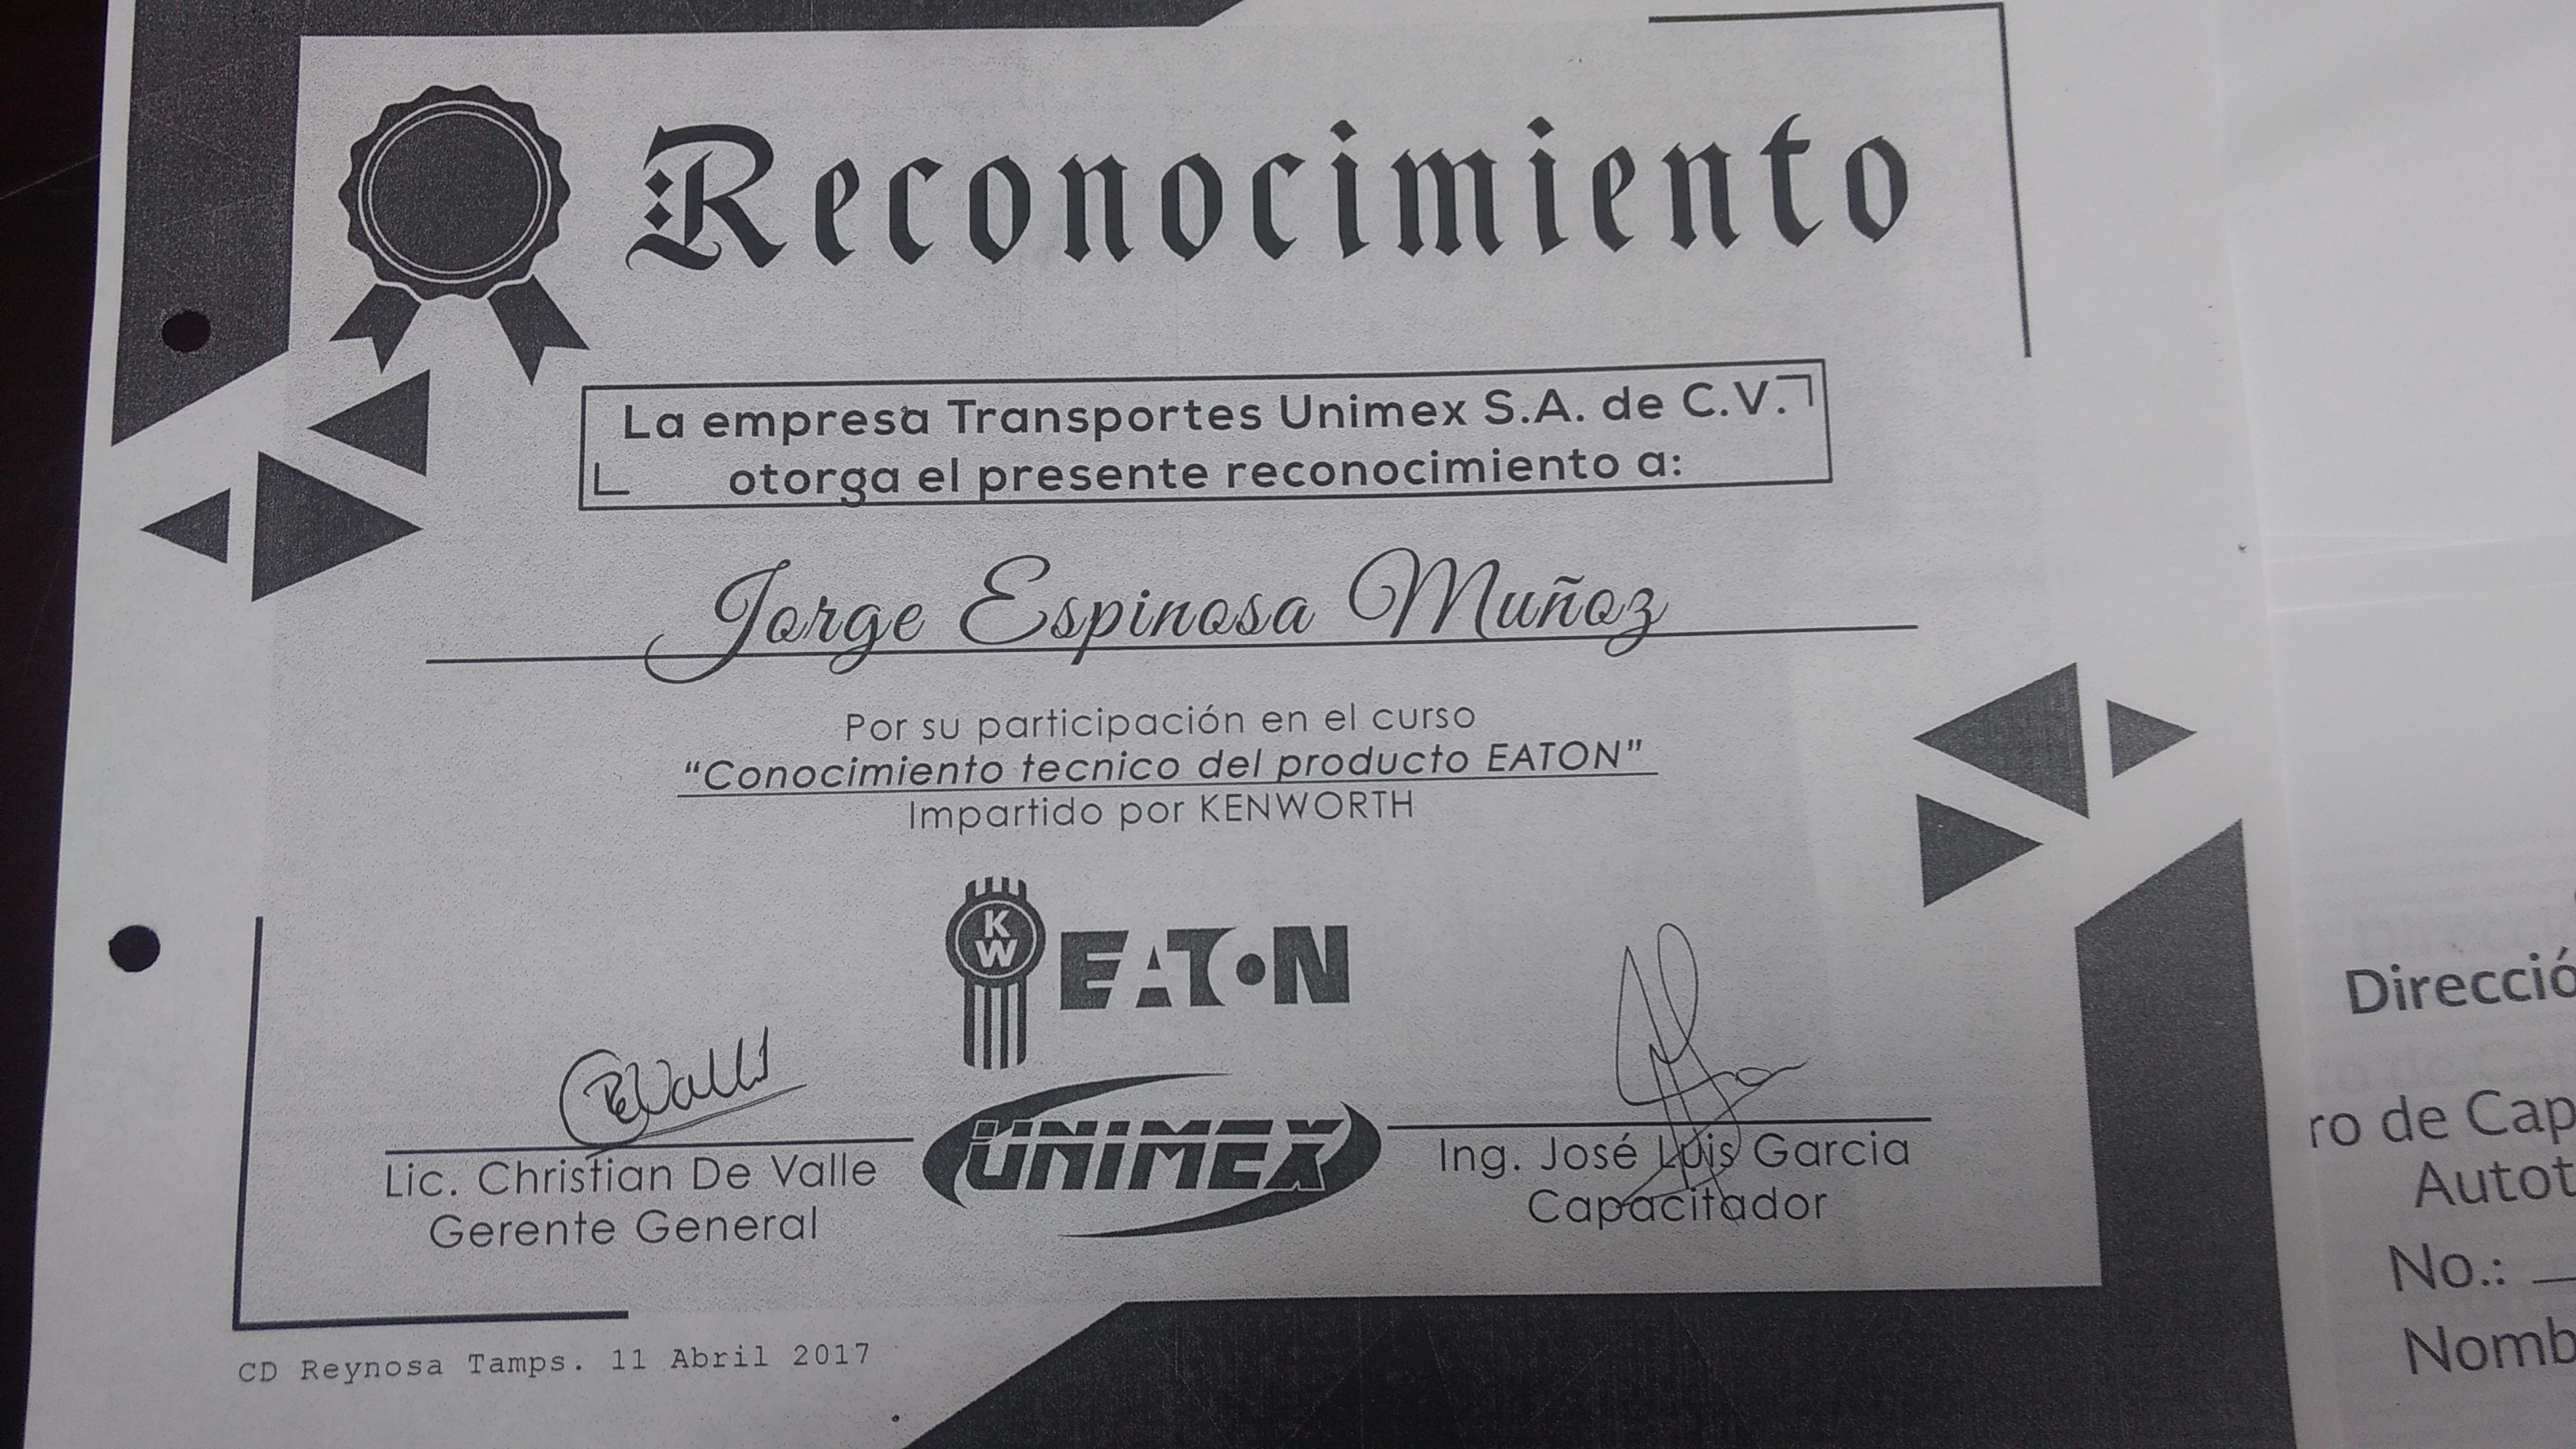 Reconocimiento
La empresa Transportes Unimex S.A. de C.V.
otorga el presente reconocimiento a:
Jorge Espinosa Muñoz
Por su participación en el curso
“Conocimiento tecnico del producto EATON”
Impartido por KENWORTH
KW
EATON
De Valle
UNIMEX
Lic. Christian De Valle
Gerente General
Ing. José Luis Garcia
Capacitador
CD Reynosa Tamps. 11 Abril 2017
Direcció
ro de Cap
Autot
No.:
Nomb